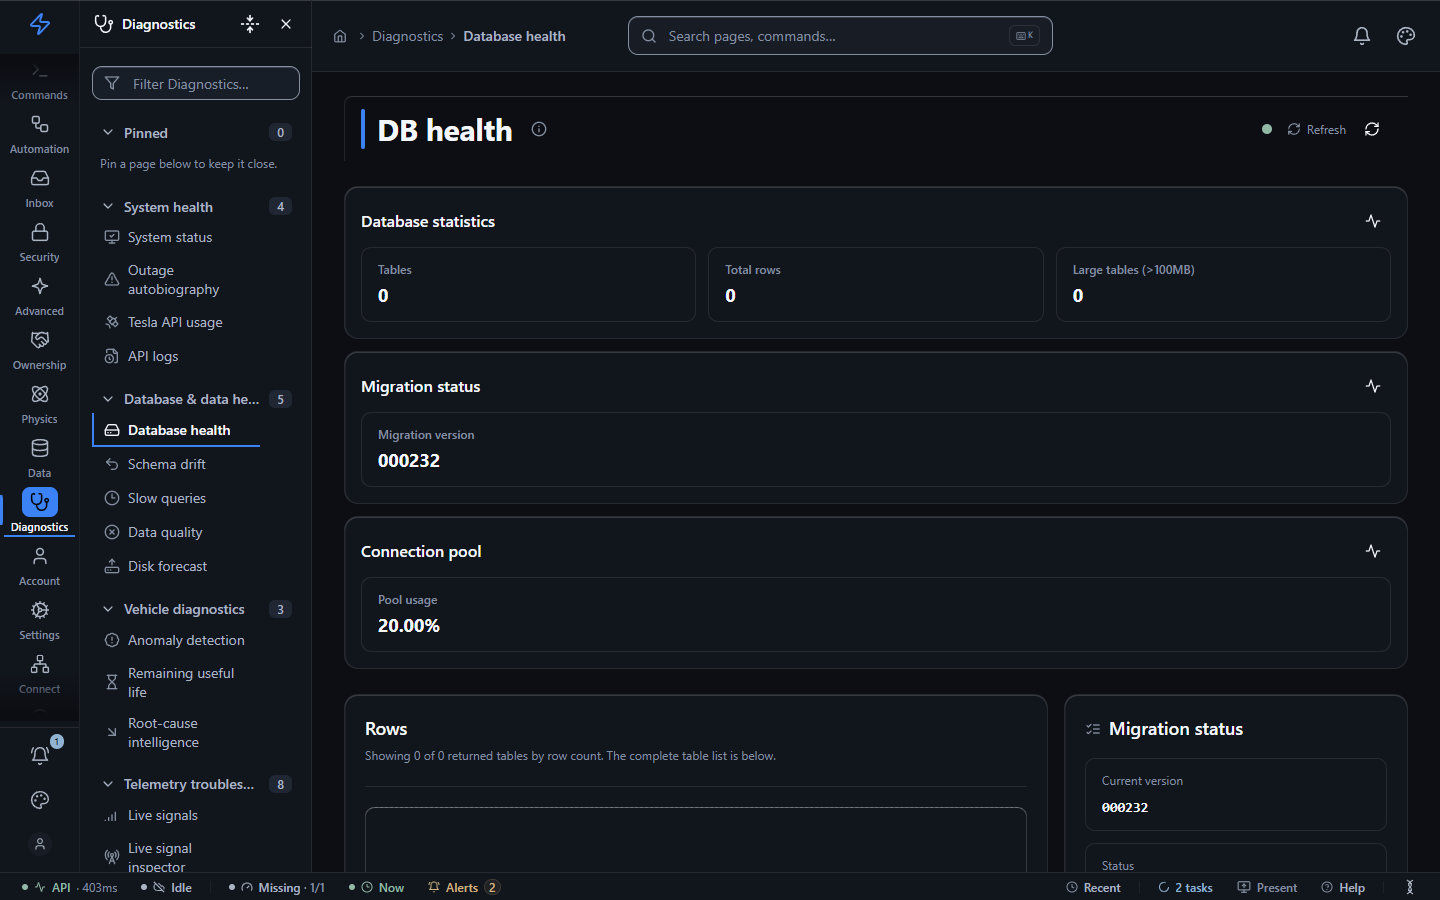 Commands
Automation
Inbox
Security
Advanced
Ownership
Physics
Data
Diagnostics
Account
Settings
Connect
1
Diagnostics
Filter Diagnostics...
Pinned 0
Pin a page below to keep it close.
System health 4
System status
Outage
autobiography
Tesla API usage
API logs
Database & data he... 5
Database health
Schema drift
Slow queries
Data quality
Disk forecast
Vehicle diagnostics 3
Anomaly detection
Remaining useful
life
Root-cause
intelligence
Telemetry troubles... 8
Live signals
Live signal
inspector
Diagnostics Database health
Search pages, commands... K
DB health
Refresh
Database statistics
Tables
0
Total rows
0
Large tables (>100MB)
0
Migration status
Migration version
000232
Connection pool
Pool usage
20.00%
Rows
Showing 0 of 0 returned tables by row count. The complete table list is below.
Migration status
Current version
000232
Status
API · 403ms Idle Missing · 1/1 Now Alerts 2 Recent 2 tasks Present Help